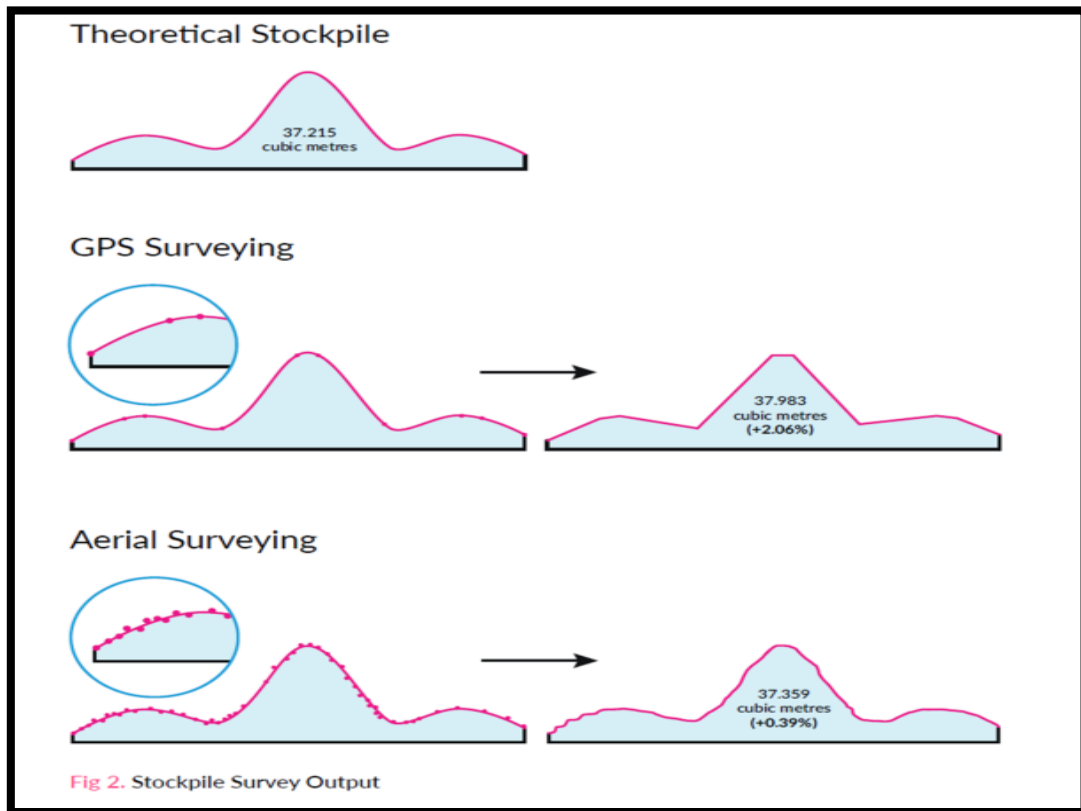 Theoretical Stockpile
37.215
cubic metres
GPS Surveying
37.983
cubic metres
(+2.06%)
Aerial Surveying
37.359
cubic metres
(+0.39%)
Fig 2. Stockpile Survey Output